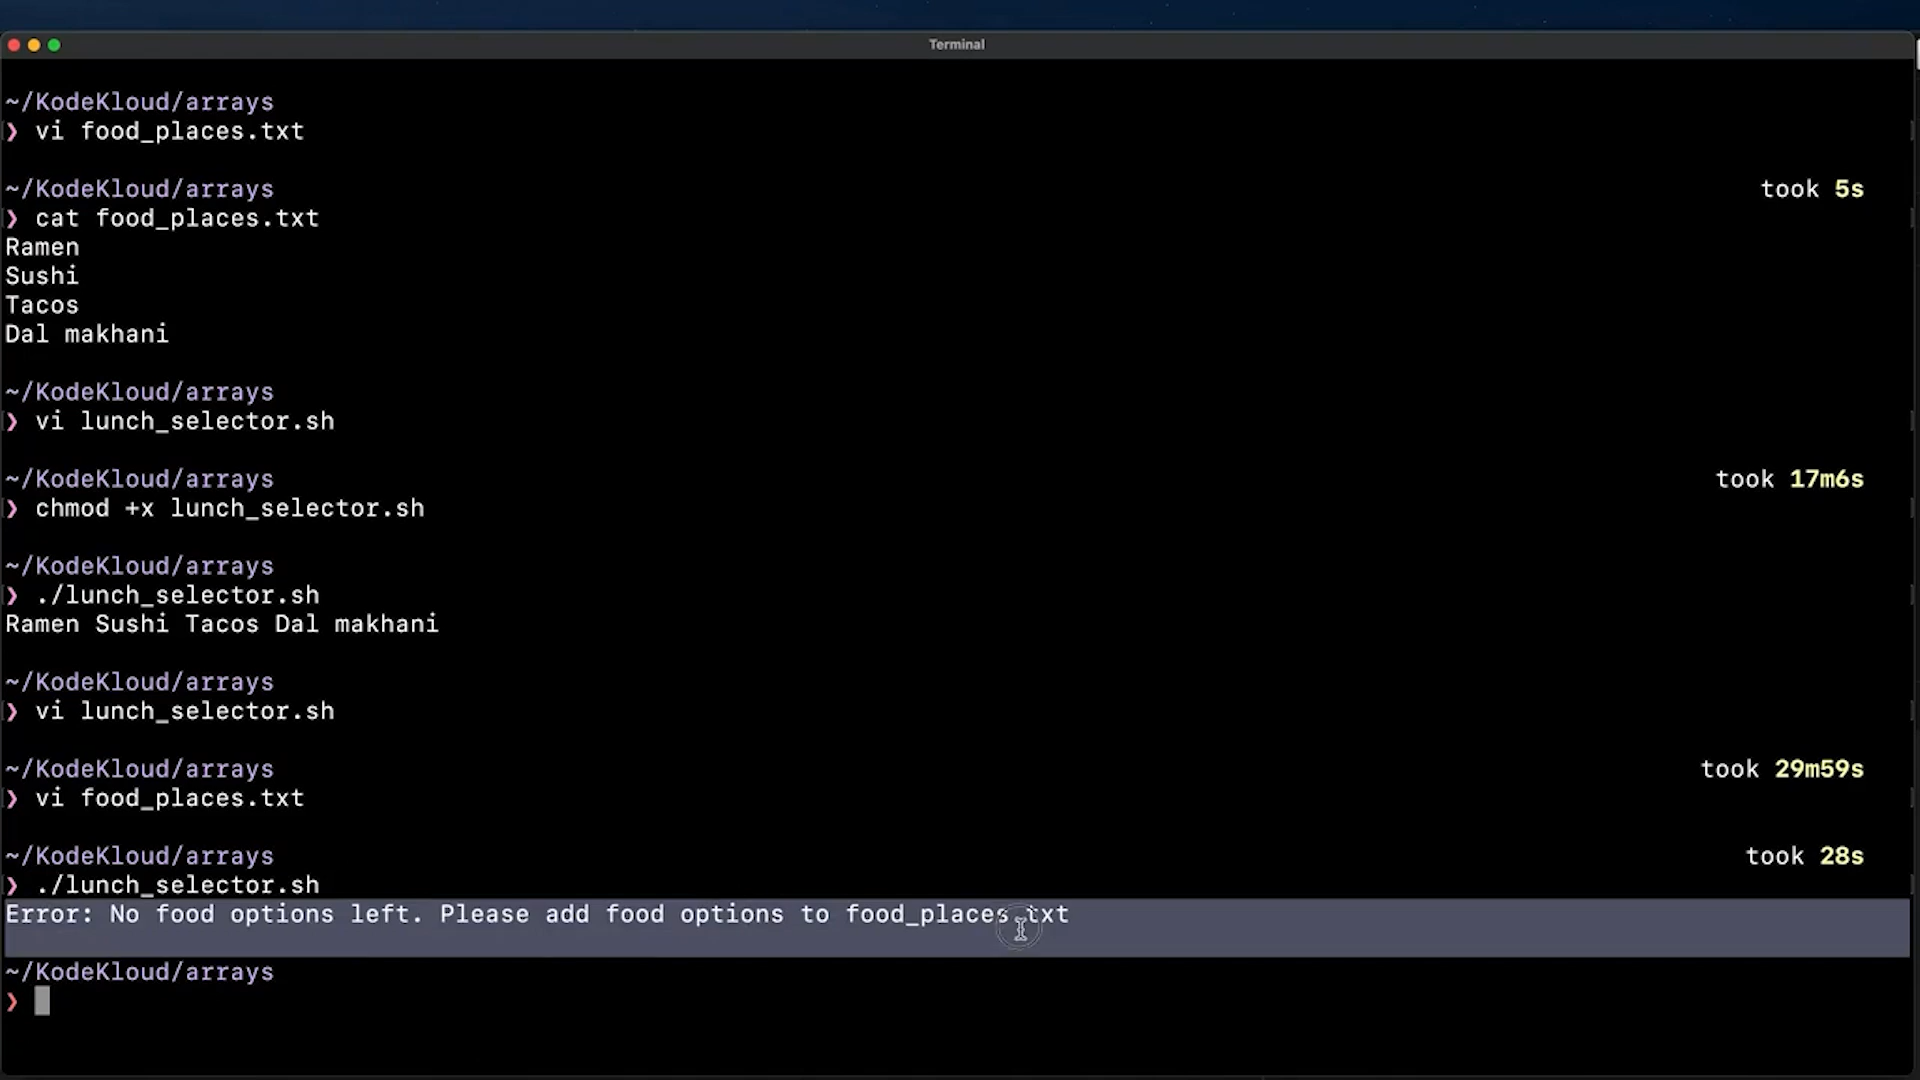 Terminal
~/KodeKloud/arrays
❯ vi food_places.txt
~/KodeKloud/arrays took 5s
❯ cat food_places.txt
Ramen
Sushi
Tacos
Dal makhani
~/KodeKloud/arrays
❯ vi lunch_selector.sh
~/KodeKloud/arrays took 17m6s
❯ chmod +x lunch_selector.sh
~/KodeKloud/arrays
❯ ./lunch_selector.sh
Ramen Sushi Tacos Dal makhani
~/KodeKloud/arrays
❯ vi lunch_selector.sh
~/KodeKloud/arrays took 29m59s
❯ vi food_places.txt
~/KodeKloud/arrays took 28s
❯ ./lunch_selector.sh
Error: No food options left. Please add food options to food_places.txt
~/KodeKloud/arrays
❯